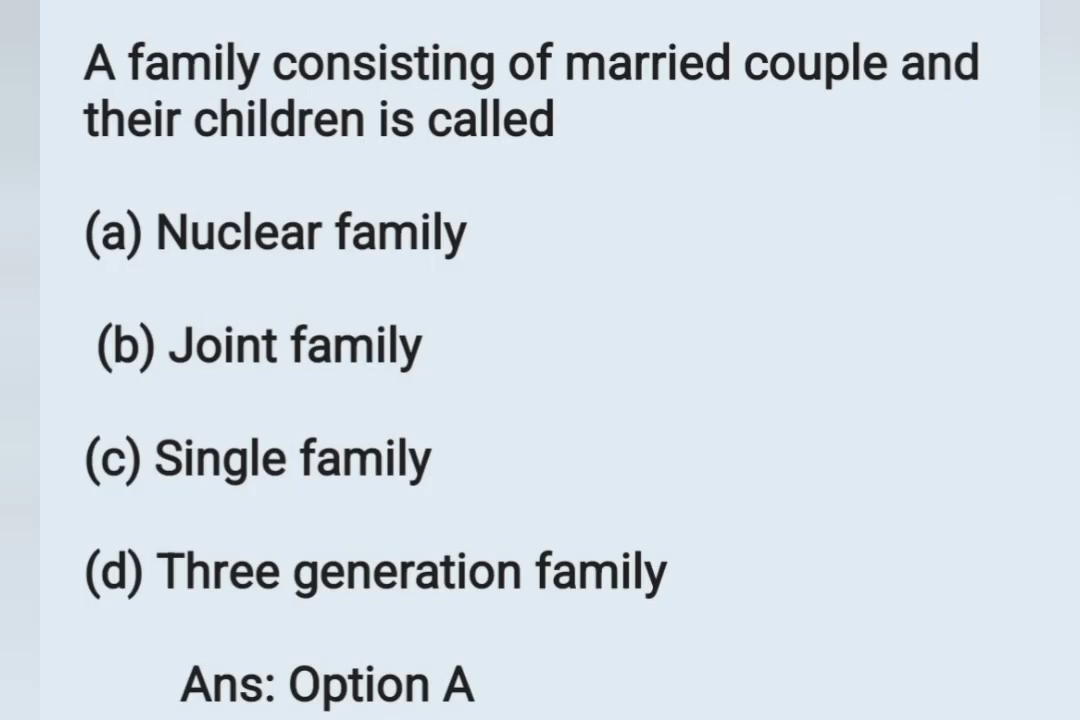 A family consisting of married couple and
their children is called
(a) Nuclear family
(b) Joint family
(c) Single family
(d) Three generation family
Ans: Option A